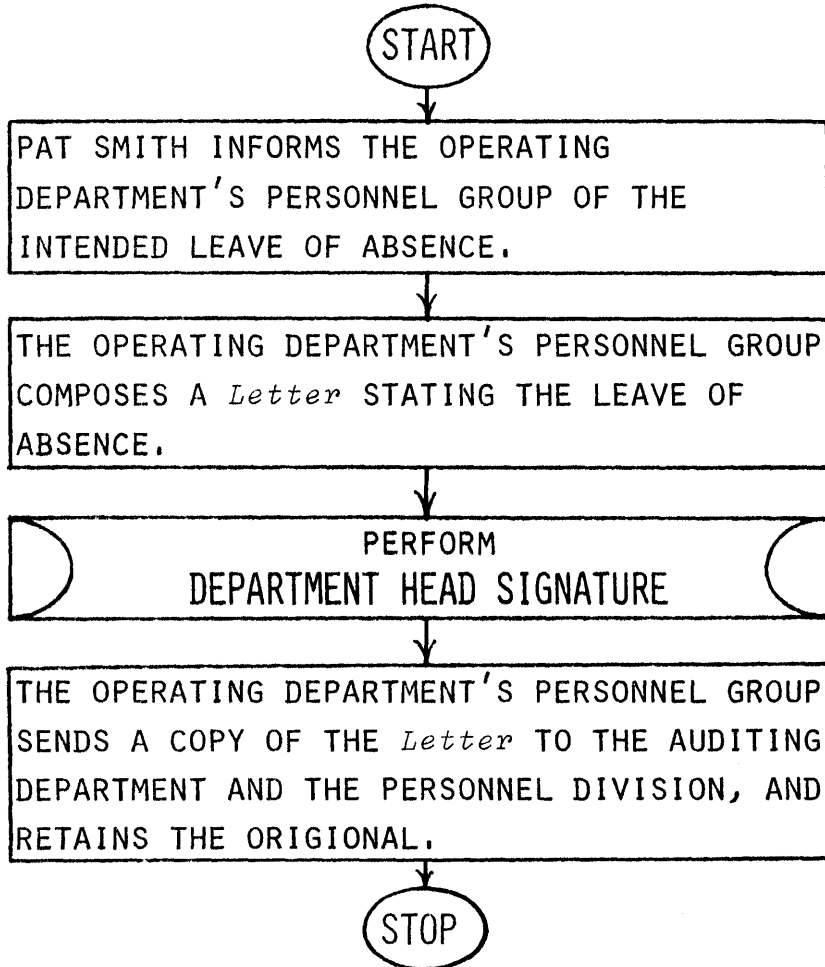 START
PAT SMITH INFORMS THE OPERATING
DEPARTMENT'S PERSONNEL GROUP OF THE
INTENDED LEAVE OF ABSENCE.
THE OPERATING DEPARTMENT'S PERSONNEL GROUP
COMPOSES A Letter STATING THE LEAVE OF
ABSENCE.
PERFORM
DEPARTMENT HEAD SIGNATURE
THE OPERATING DEPARTMENT'S PERSONNEL GROUP
SENDS A COPY OF THE Letter TO THE AUDITING
DEPARTMENT AND THE PERSONNEL DIVISION, AND
RETAINS THE ORIGIONAL.
STOP